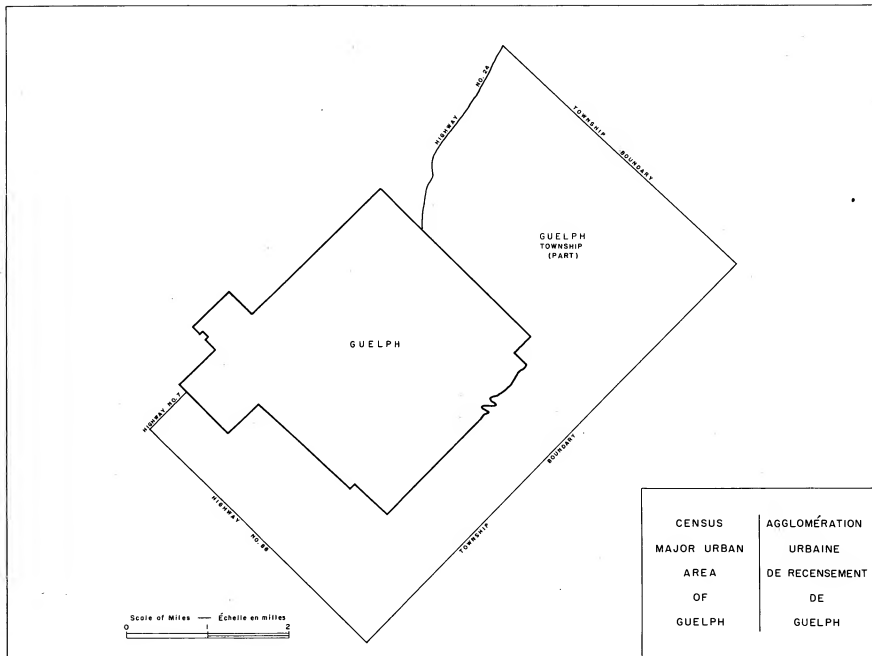 HIGHWAY NO. 24
TOWNSHIP BOUNDARY
GUELPH
TOWNSHIP
(PART)
GUELPH
HIGHWAY NO. 7
HIGHWAY NO. 6B
TOWNSHIP BOUNDARY
Scale of Miles — Échelle en milles
0 1 2
CENSUS
MAJOR URBAN
AREA
OF
GUELPH
AGGLOMÉRATION
URBAINE
DE RECENSEMENT
DE
GUELPH